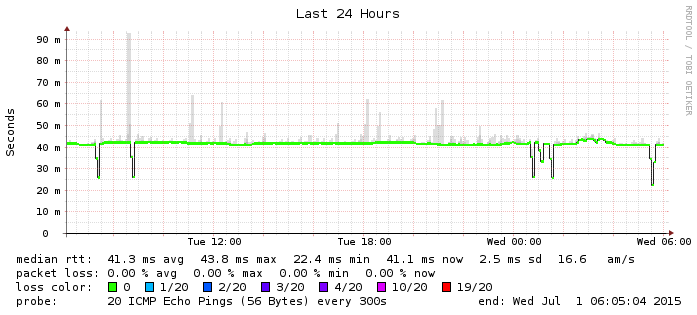 Last 24 Hours
RRDTOOL / TOBI OETIKER
Seconds
90 m
80 m
70 m
60 m
50 m
40 m
30 m
20 m
10 m
0
Tue 12:00 Tue 18:00 Wed 00:00 Wed 06:00
median rtt: 41.3 ms avg 43.8 ms max 22.4 ms min 41.1 ms now 2.5 ms sd 16.6 am/s
packet loss: 0.00 % avg 0.00 % max 0.00 % min 0.00 % now
loss color: 0 1/20 2/20 3/20 4/20 10/20 19/20
probe: 20 ICMP Echo Pings (56 Bytes) every 300s end: Wed Jul 1 06:05:04 2015